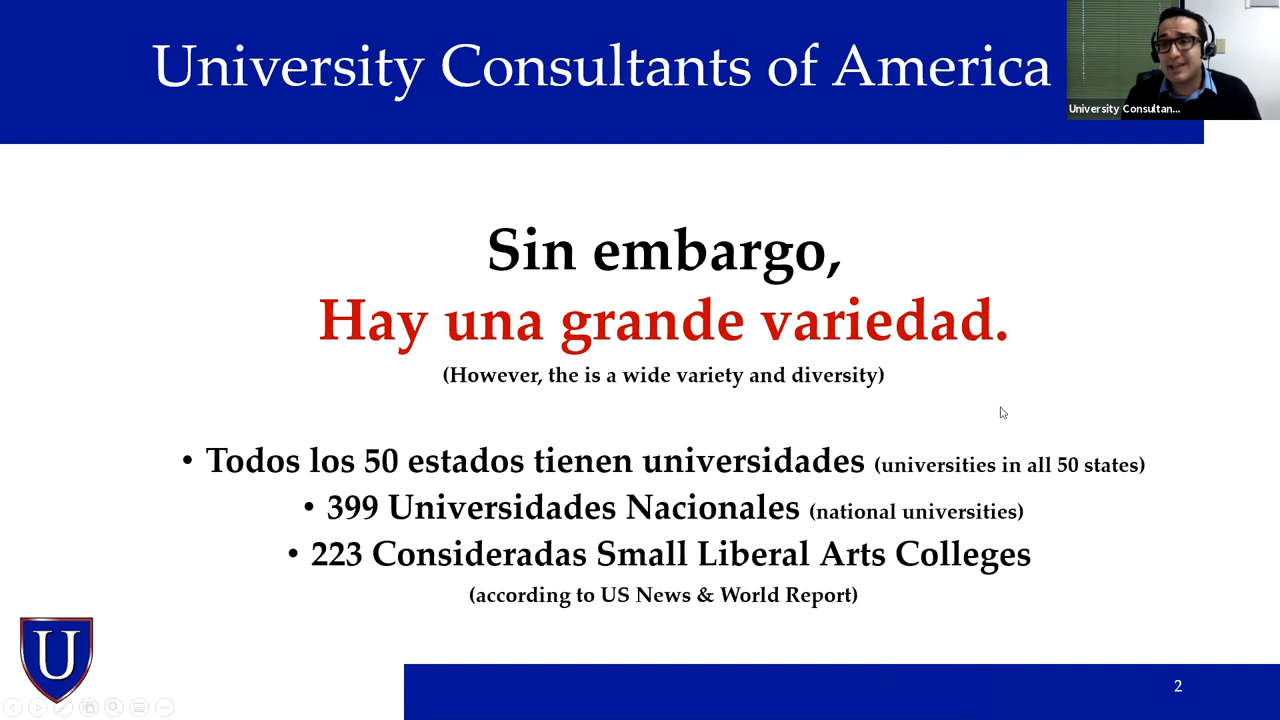 University Consultants of America
University Consultan...
Sin embargo,
Hay una grande variedad.
(However, the is a wide variety and diversity)
• Todos los 50 estados tienen universidades (universities in all 50 states)
• 399 Universidades Nacionales (national universities)
• 223 Consideradas Small Liberal Arts Colleges
(according to US News & World Report)
U
2